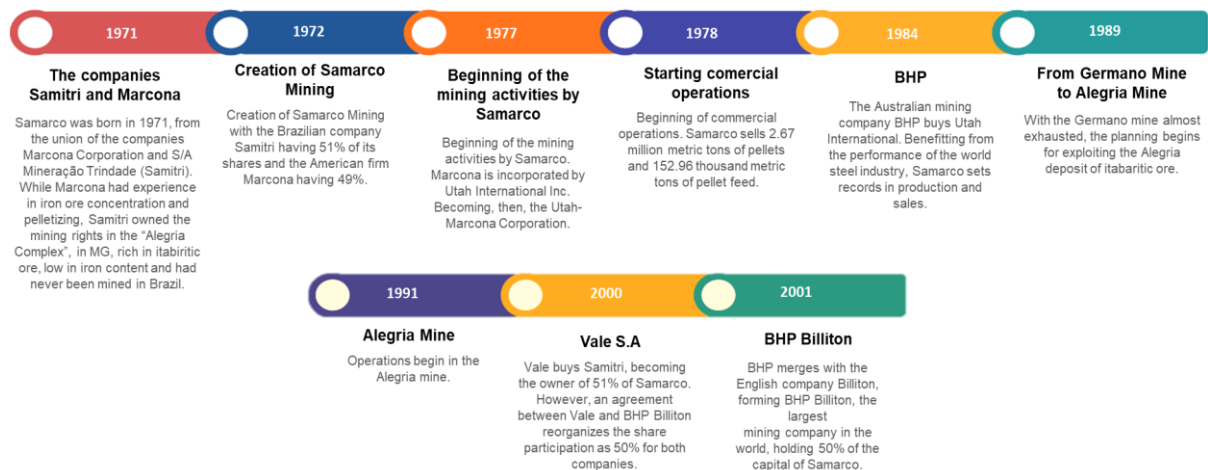 1971
The companies
Samitri and Marcona
Samarco was born in 1971, from
the union of the companies
Marcona Corporation and S/A
Mineração Trindade (Samitri).
While Marcona had experience
in iron ore concentration and
pelletizing, Samitri owned the
mining rights in the “Alegria
Complex”, in MG, rich in itabiritic
ore, low in iron content and had
never been mined in Brazil.
1972
Creation of Samarco
Mining
Creation of Samarco Mining
with the Brazilian company
Samitri having 51% of its
shares and the American firm
Marcona having 49%.
1977
Beginning of the
mining activities by
Samarco
Beginning of the mining
activities by Samarco.
Marcona is incorporated by
Utah International Inc.
Becoming, then, the Utah-
Marcona Corporation.
1978
Starting comercial
operations
Beginning of commercial
operations. Samarco sells 2.67
million metric tons of pellets
and 152.96 thousand metric
tons of pellet feed.
1984
BHP
The Australian mining
company BHP buys Utah
International. Benefitting from
the performance of the world
steel industry, Samarco sets
records in production and
sales.
1989
From Germano Mine
to Alegria Mine
With the Germano mine almost
exhausted, the planning begins
for exploiting the Alegria
deposit of itabaritic ore.
1991
Alegria Mine
Operations begin in the
Alegria mine.
2000
Vale S.A
Vale buys Samitri, becoming
the owner of 51% of Samarco.
However, an agreement
between Vale and BHP Billiton
reorganizes the share
participation as 50% for both
companies.
2001
BHP Billiton
BHP merges with the
English company Billiton,
forming BHP Billiton, the
largest
mining company in the
world, holding 50% of the
capital of Samarco.